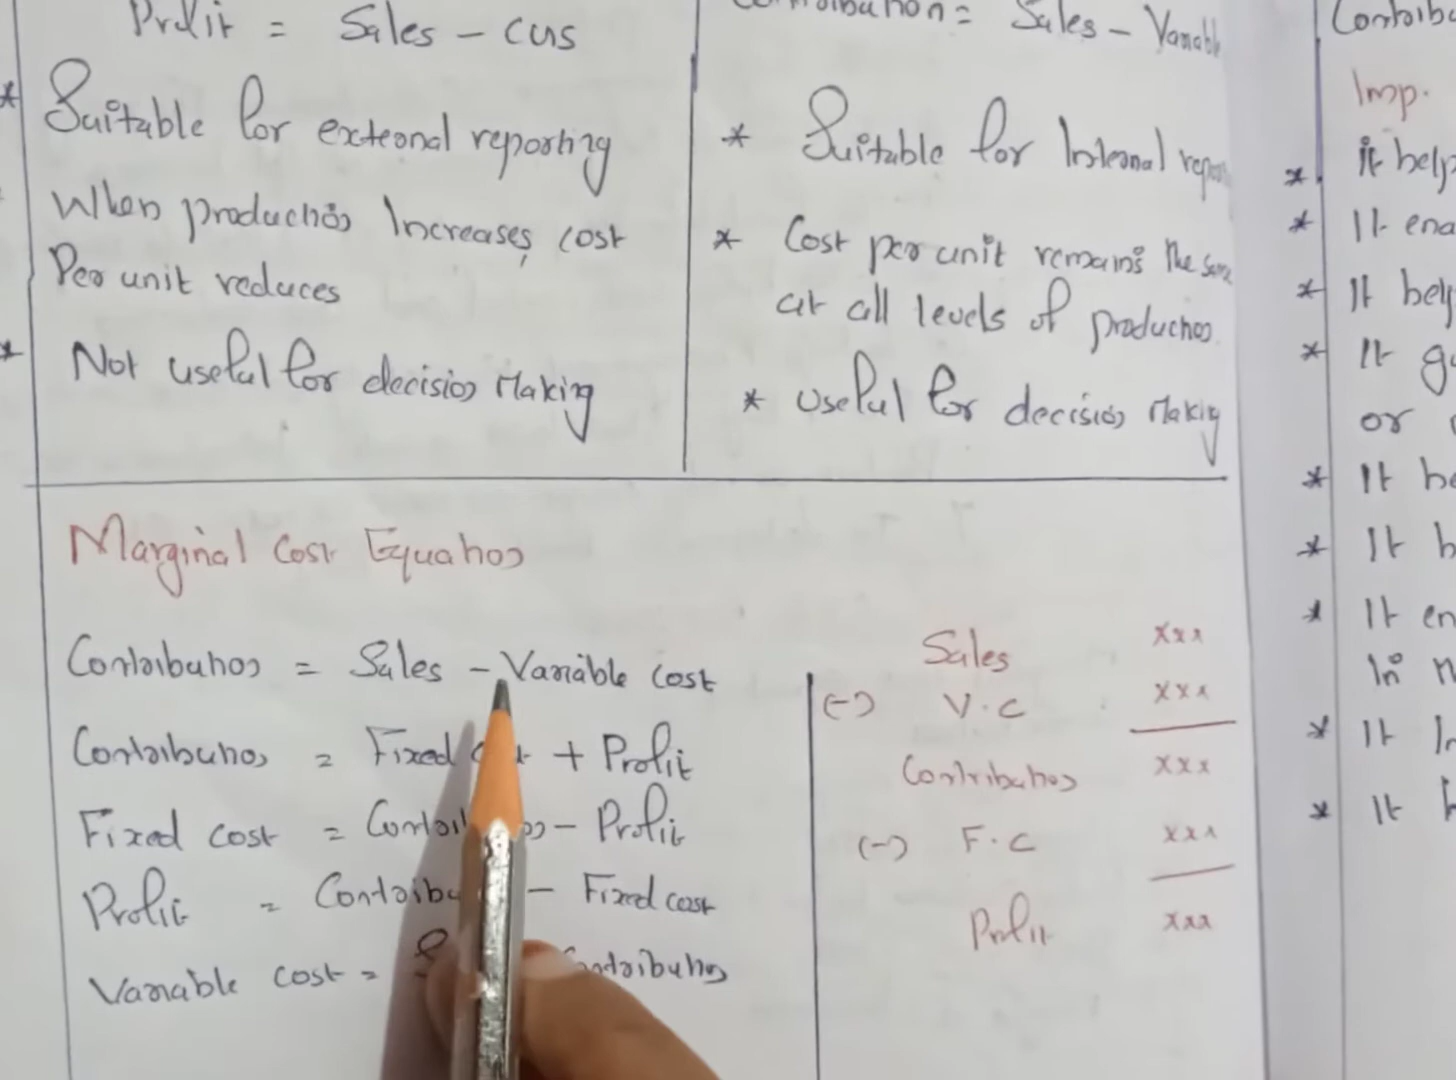 Profit = Sales - CGS
* Suitable for external reporting
When production Increases, cost
Per unit reduces
* Not useful for decision Making
= Sales - Variable
* Suitable for Internal
* Cost per unit remains the same
at all levels of production
* Useful for decision Making
Marginal Cost Equation
Contribution = Sales - Variable cost
Contribution = Fixed + Profit
Fixed cost = - Profit
Profit = - Fixed cost
Variable cost =
Sales xxx
(-) V.C xxx
Contribution xxx
(-) F.C xxx
Profit xxx
Imp.
* it
* It
* It
* It
or
* It
* It
* It
In
* It
* It